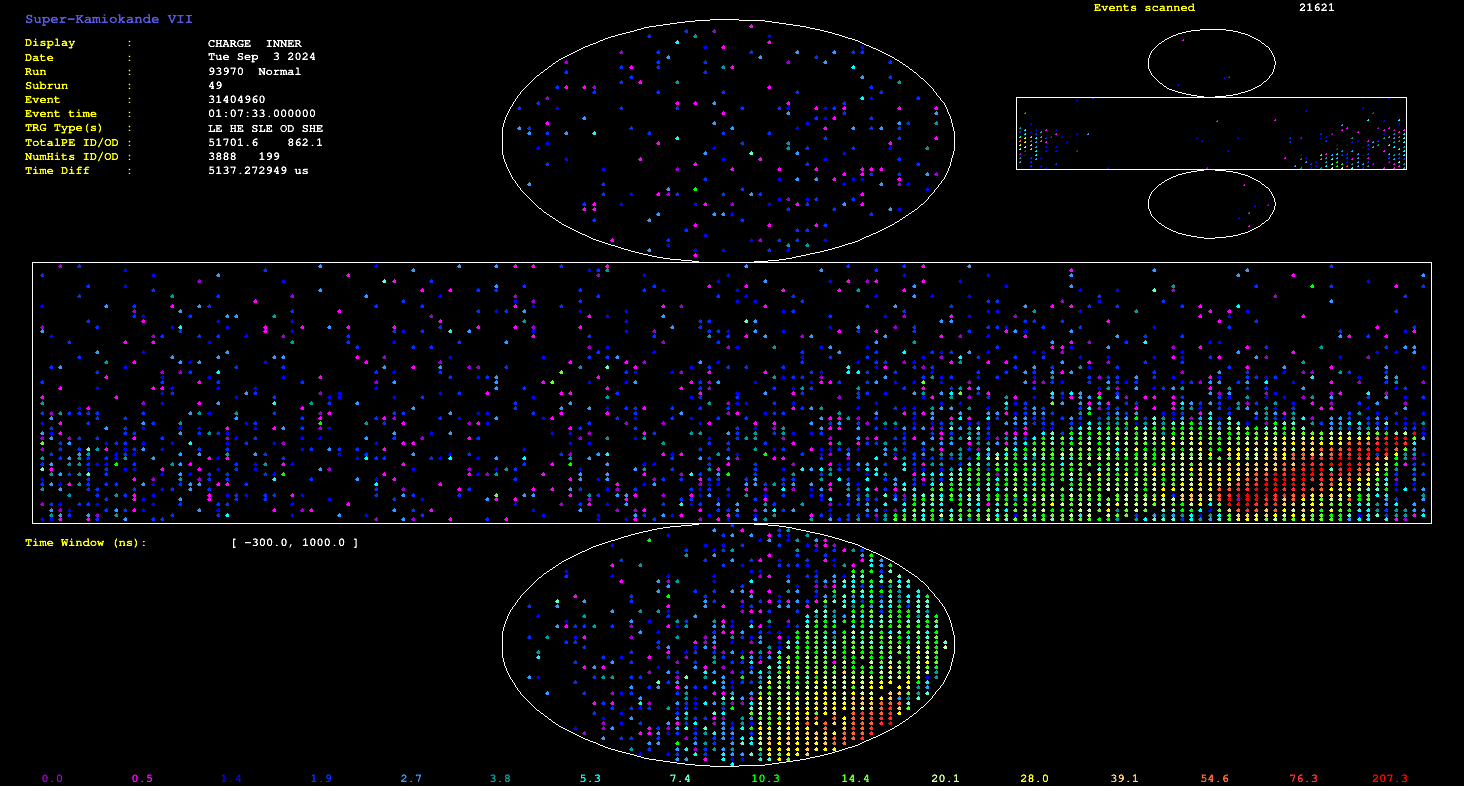 Super-Kamiokande VII
Events scanned 21621
Display : CHARGE INNER
Date : Tue Sep 3 2024
Run : 93970 Normal
Subrun : 49
Event : 31404960
Event time : 01:07:33.000000
TRG Type(s) : LE HE SLE OD SHE
TotalPE ID/OD : 51701.6 862.1
NumHits ID/OD : 3888 199
Time Diff : 5137.272949 us
Time Window (ns): [ -300.0, 1000.0 ]
0.0 0.5 1.4 1.9 2.7 3.8 5.3 7.4 10.3 14.4 20.1 28.0 39.1 54.6 76.3 207.3